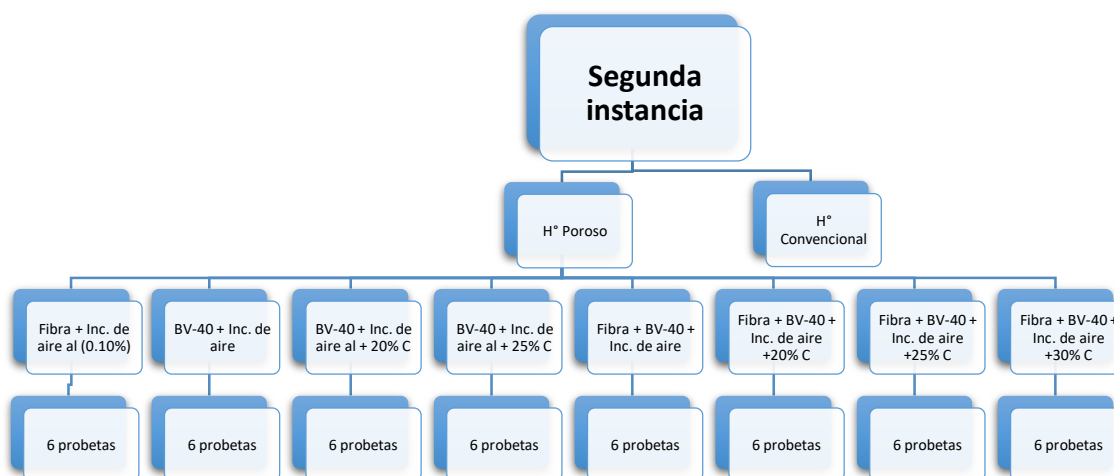 Segunda
instancia
H° Poroso
H°
Convencional
Fibra + Inc. de
aire al (0.10%)
BV-40 + Inc. de
aire
BV-40 + Inc. de
aire al + 20% C
BV-40 + Inc. de
aire al + 25% C
Fibra + BV-40 +
Inc. de aire
Fibra + BV-40 +
Inc. de aire
+20% C
Fibra + BV-40 +
Inc. de aire
+25% C
Fibra + BV-40 +
Inc. de aire
+30% C
6 probetas
6 probetas
6 probetas
6 probetas
6 probetas
6 probetas
6 probetas
6 probetas